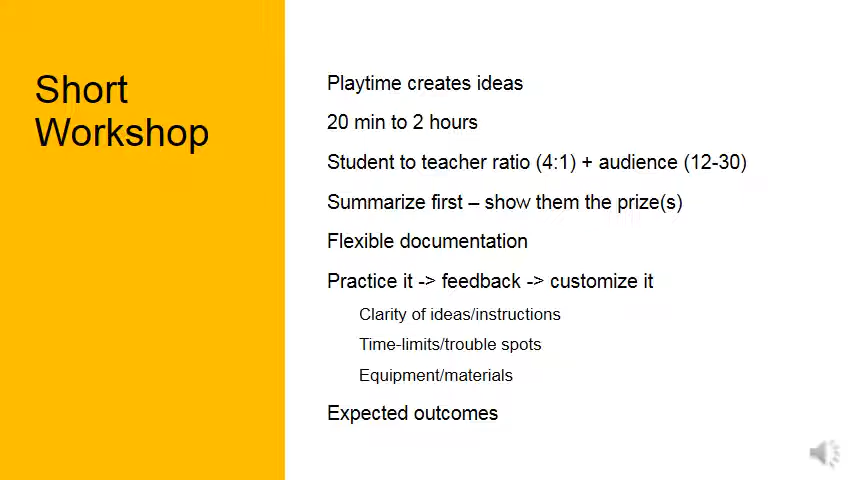 Short
Workshop
Playtime creates ideas
20 min to 2 hours
Student to teacher ratio (4:1) + audience (12-30)
Summarize first – show them the prize(s)
Flexible documentation
Practice it -> feedback -> customize it
Clarity of ideas/instructions
Time-limits/trouble spots
Equipment/materials
Expected outcomes